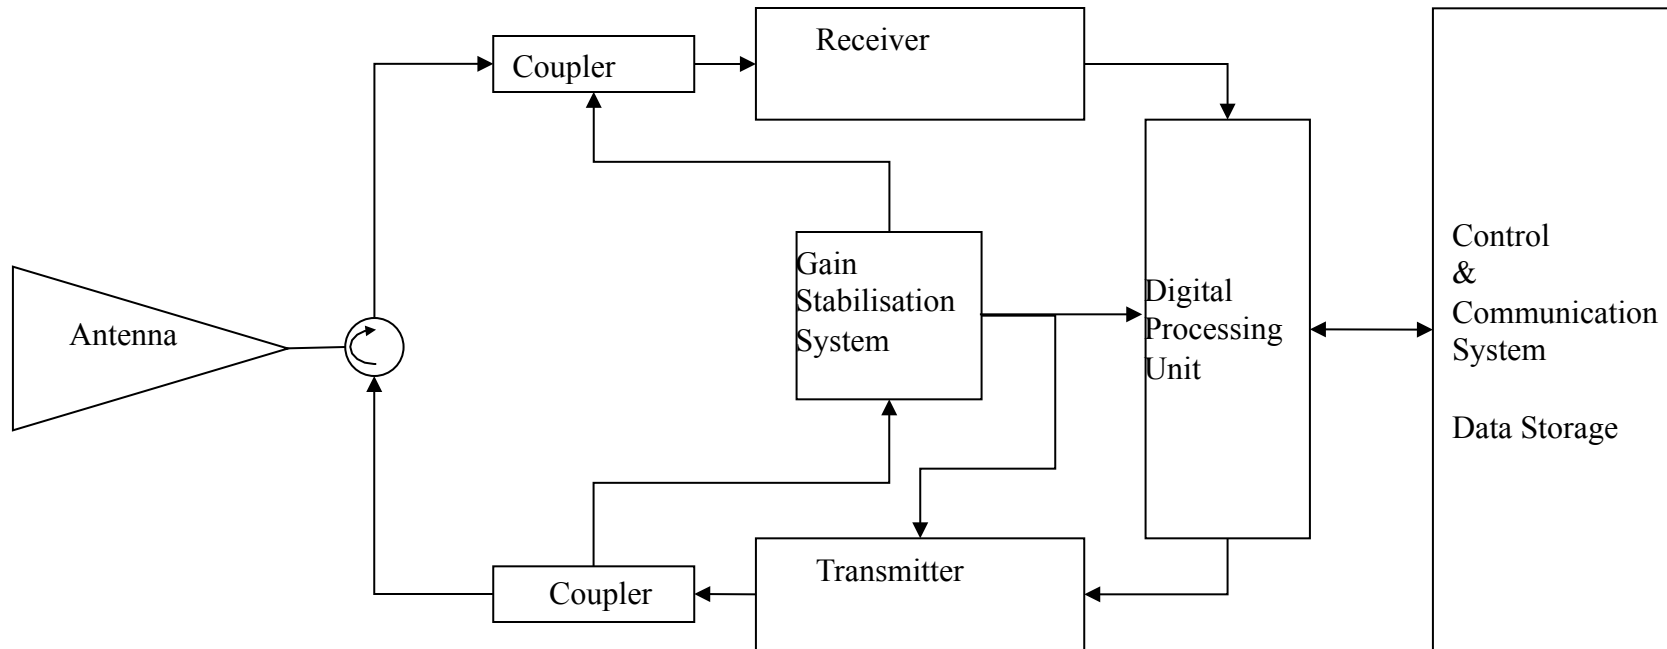 Receiver
Coupler
Antenna
Gain
Stabilisation
System
Digital
Processing
Unit
Control
&
Communication
System
Data Storage
Transmitter
Coupler